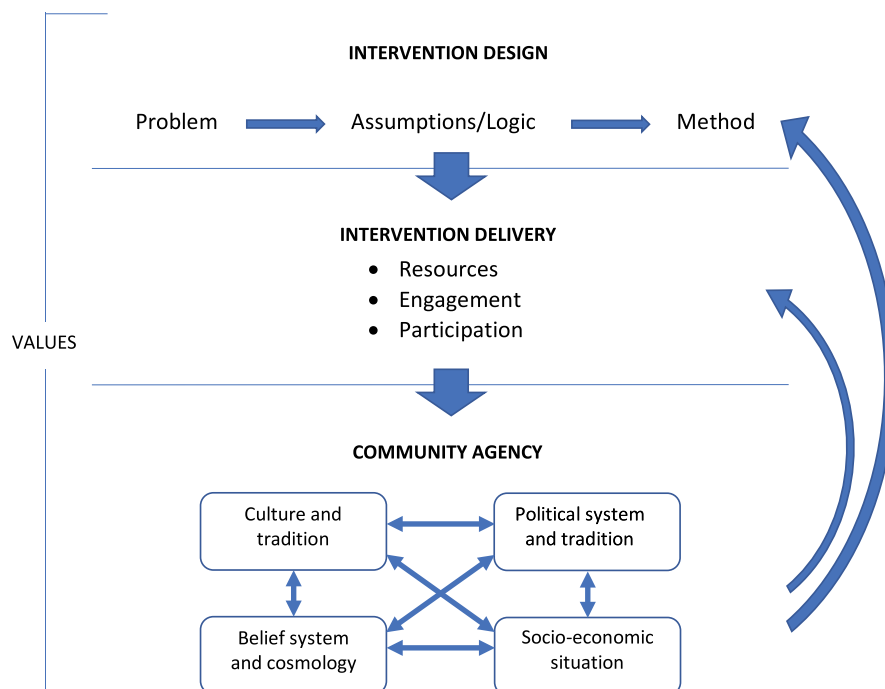 INTERVENTION DESIGN
Problem
Assumptions/Logic
Method
INTERVENTION DELIVERY
• Resources
• Engagement
• Participation
VALUES
COMMUNITY AGENCY
Culture and
tradition
Political system
and tradition
Belief system
and cosmology
Socio-economic
situation